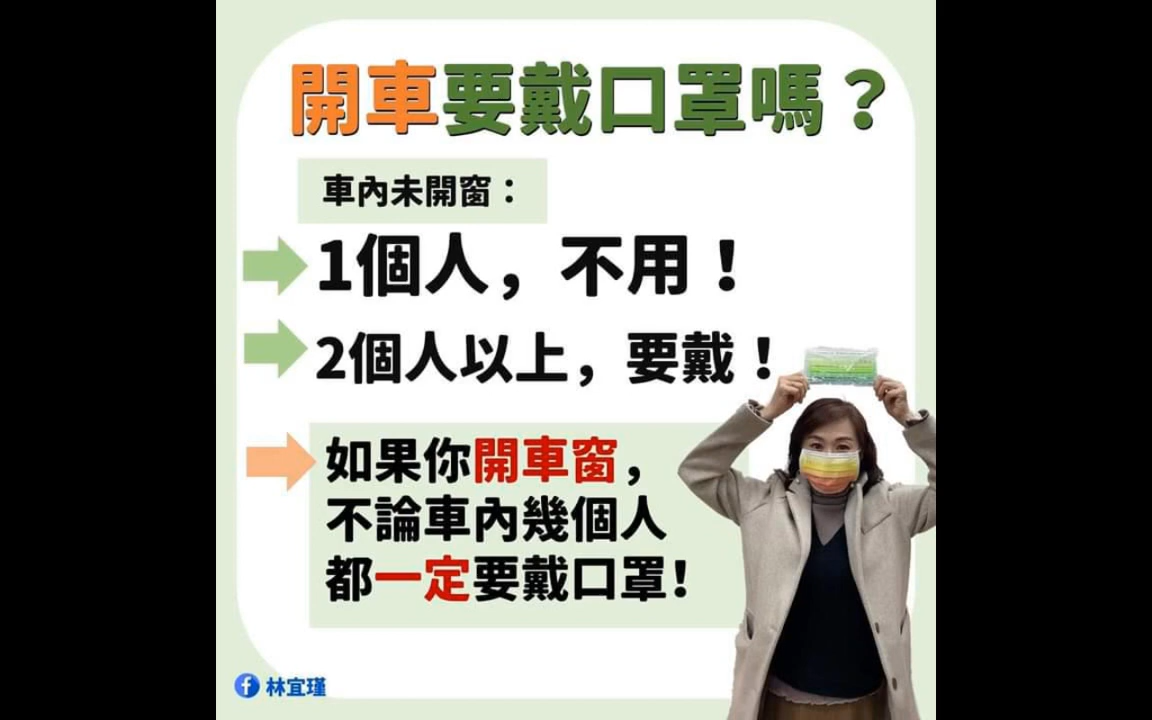 開車要戴口罩嗎？
車內未開窗：
1個人，不用！
2個人以上，要戴！
如果你開車窗，
不論車內幾個人
都一定要戴口罩！
林宜瑾